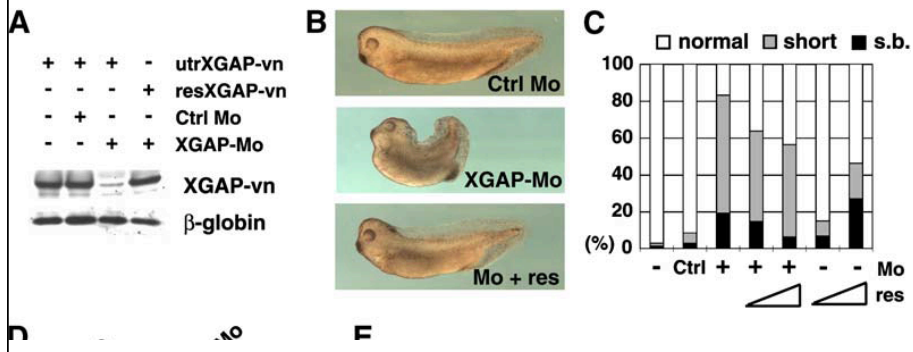 A
+ + + - utrXGAP-vn
- - - + resXGAP-vn
- + - - Ctrl Mo
- - + + XGAP-Mo
XGAP-vn
β-globin
B
Ctrl Mo
XGAP-Mo
Mo + res
C
normal short s.b.
100
80
60
40
20
(%) 0
- Ctrl + + + - - Mo
res
D
Mo
E